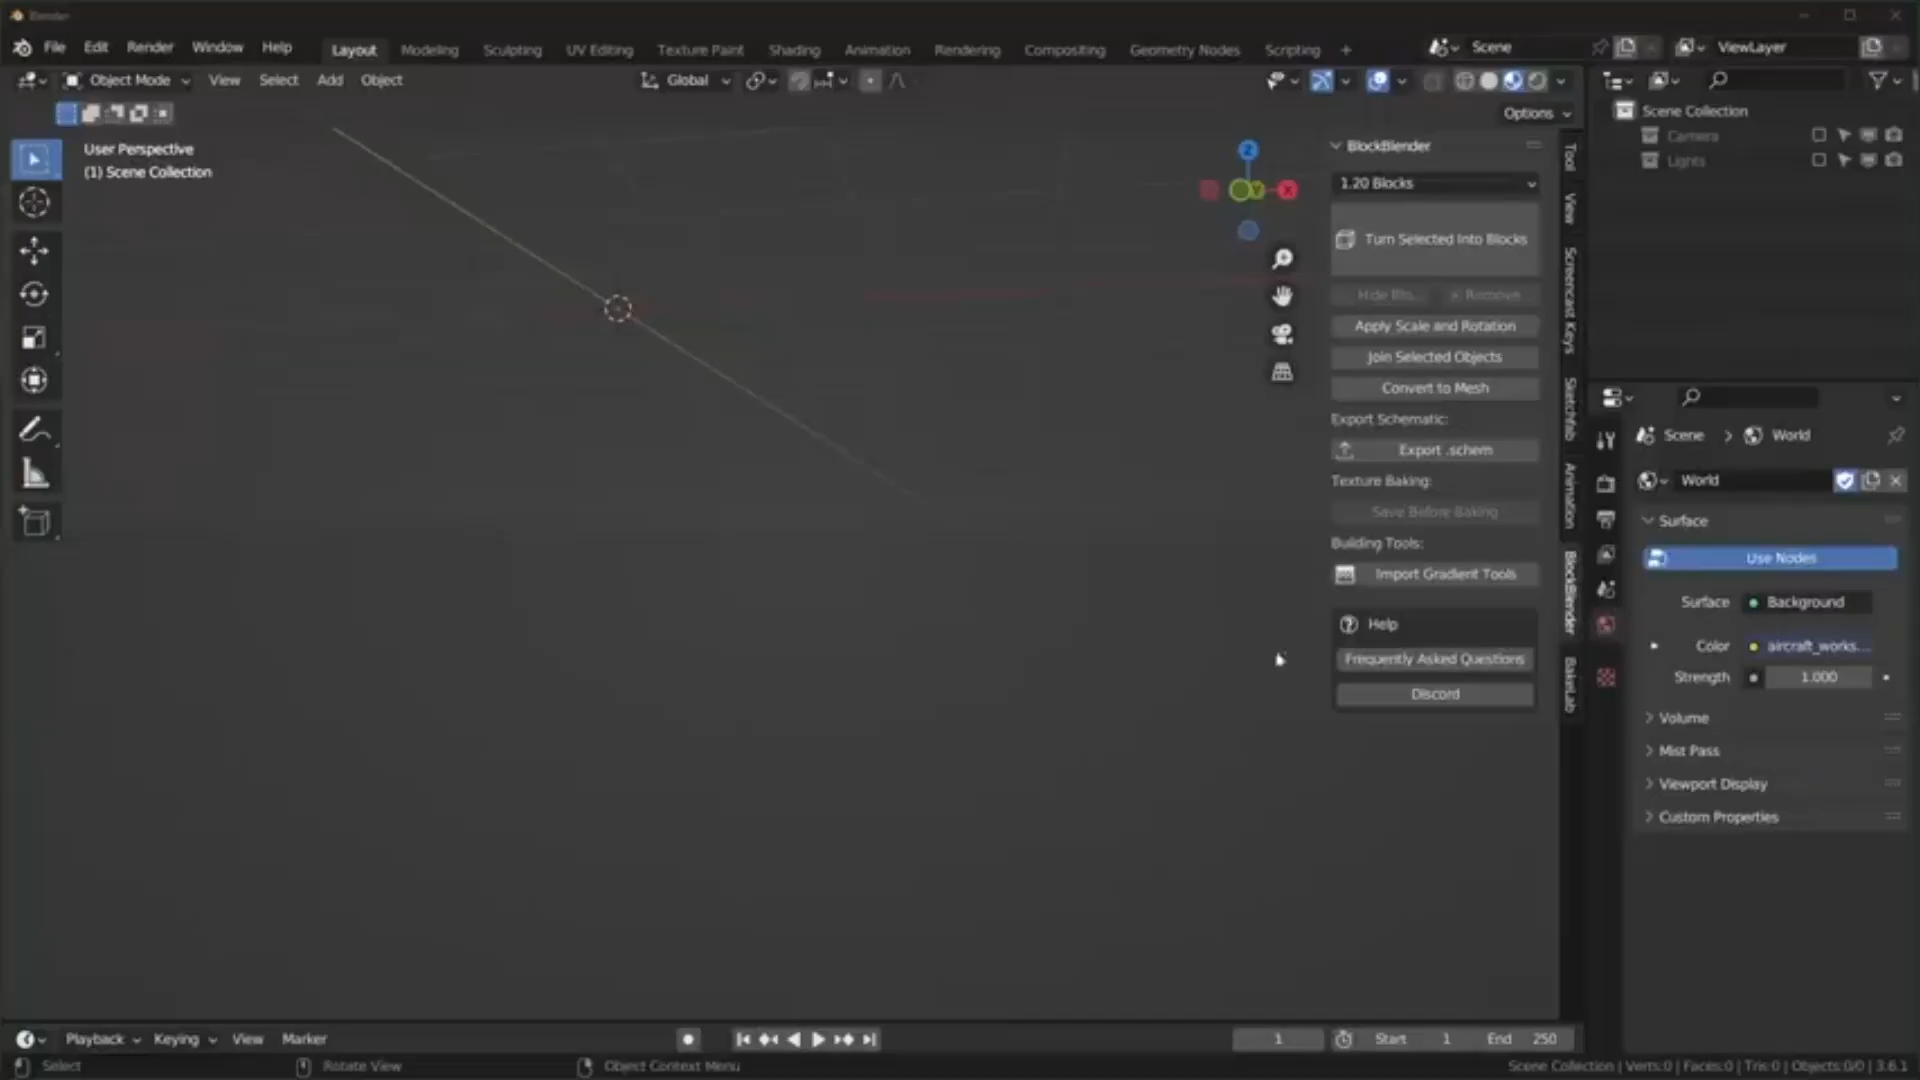 Blender
File Edit Render Window Help Layout Modeling Sculpting UV Editing Texture Paint Shading Animation Rendering Compositing Geometry Nodes Scripting + Scene ViewLayer
Object Mode View Select Add Object Global
Options
User Perspective
(1) Scene Collection
Z
Y
X
BlockBlender
1.20 Blocks
Turn Selected Into Blocks
Hide Blo... Remove
Apply Scale and Rotation
Join Selected Objects
Convert to Mesh
Export Schematic:
Export .schem
Texture Baking:
Save Before Baking
Building Tools:
Import Gradient Tools
Help
Frequently Asked Questions
Discord
Tool
View
Screencast Keys
Sketchfab
Animation
BlockBlender
BakeLab
Scene Collection
Camera
Lights
Scene > World
World
Surface
Use Nodes
Surface Background
Color aircraft_works...
Strength 1.000
Volume
Mist Pass
Viewport Display
Custom Properties
Playback Keying View Marker 1 Start 1 End 250
Select Rotate View Object Context Menu Scene Collection | Verts:0 | Faces:0 | Tris:0 | Objects:0/0 | 3.6.1